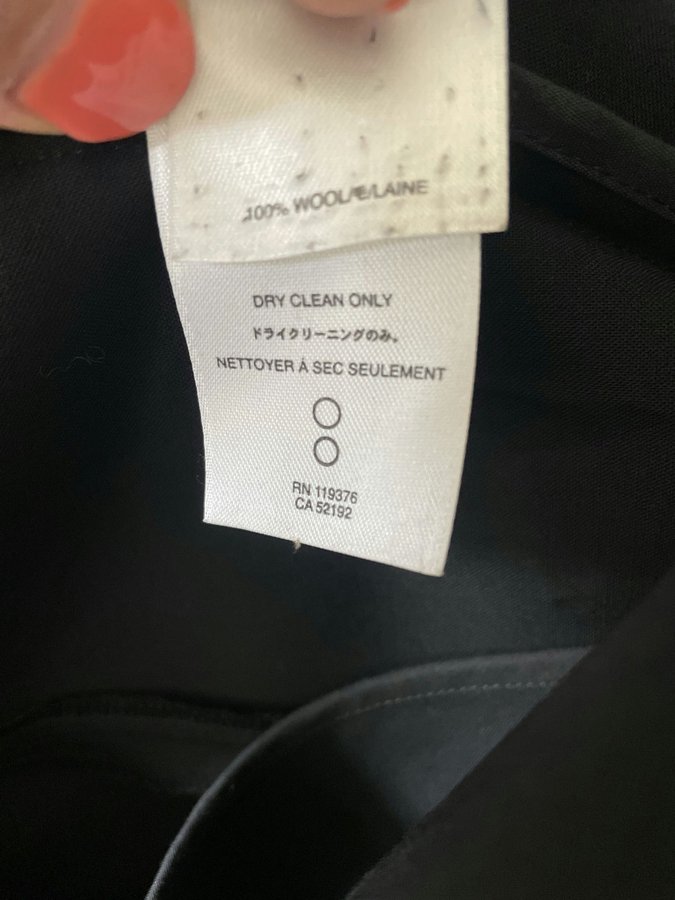 100% WOOL/E/LAINE
DRY CLEAN ONLY
ドライクリーニングのみ。
NETTOYER À SEC SEULEMENT
RN 119376
CA 52192